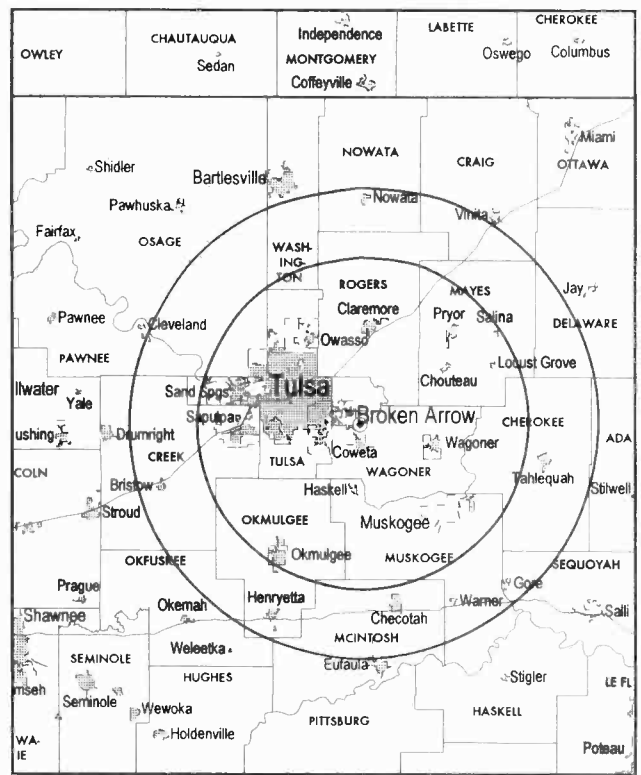 CHEROKEE
LABETTE
Independence
CHAUTAUQUA
OWLEY
Sedan
MONTGOMERY
Oswego
Columbus
Coffeyville
Miami
NOWATA
CRAIG
OTTAWA
Shidler
Bartlesville
Pawhuska
Nowata
Vinita
Fairfax
OSAGE
WASH-
ING-
TON
ROGERS
MAYES
Jay
Claremore
Pryor
Salina
Pawnee
Cleveland
DELAWARE
Owasso
PAWNEE
Locust Grove
Chouteau
Tulsa
llwater
Yale
Sand Spgs
Sapulpa
Broken Arrow
CHEROKEE
ushing
Drumright
ADA
Coweta
Wagoner
CREEK
TULSA
WAGONER
COLN
Tahlequah
Bristow
Haskell
Stilwell
Stroud
OKMULGEE
Muskogee
Okmulgee
MUSKOGEE
OKFUSKEE
SEQUOYAH
Prague
Henryetta
Gore
Warner
Okemah
Checotah
Salli
Shawnee
MCINTOSH
Weleetka
SEMINOLE
Eufaula
mseh
HUGHES
Stigler
LE FL
Seminole
Wewoka
PITTSBURG
HASKELL
Holdenville
WA-
IE
Poteau